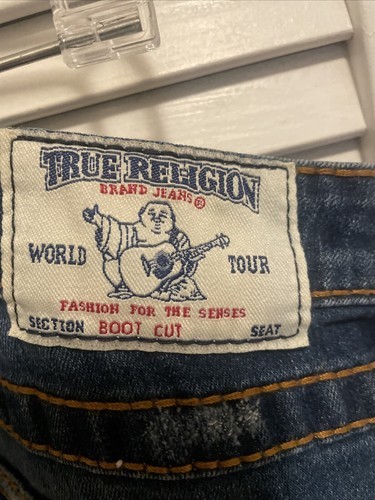 TRUE RELIGION
BRAND JEANS®
WORLD TOUR
FASHION FOR THE SENSES
SECTION BOOT CUT SEAT